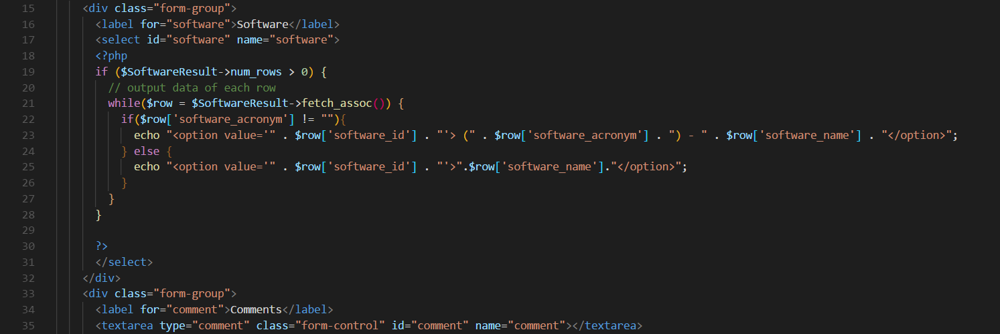 15 <div class="form-group">
16 <label for="software">Software</label>
17 <select id="software" name="software">
18 <?php
19 if ($SoftwareResult->num_rows > 0) {
20 // output data of each row
21 while($row = $SoftwareResult->fetch_assoc()) {
22 if($row['software_acronym'] != ""){
23 echo "<option value='" . $row['software_id'] . "'> (" . $row['software_acronym'] . ") - " . $row['software_name'] . "</option>";
24 } else {
25 echo "<option value='" . $row['software_id'] . "'>".$row['software_name']."</option>";
26 }
27 }
28 }
29
30 ?>
31 </select>
32 </div>
33 <div class="form-group">
34 <label for="comment">Comments</label>
35 <textarea type="comment" class="form-control" id="comment" name="comment"></textarea>